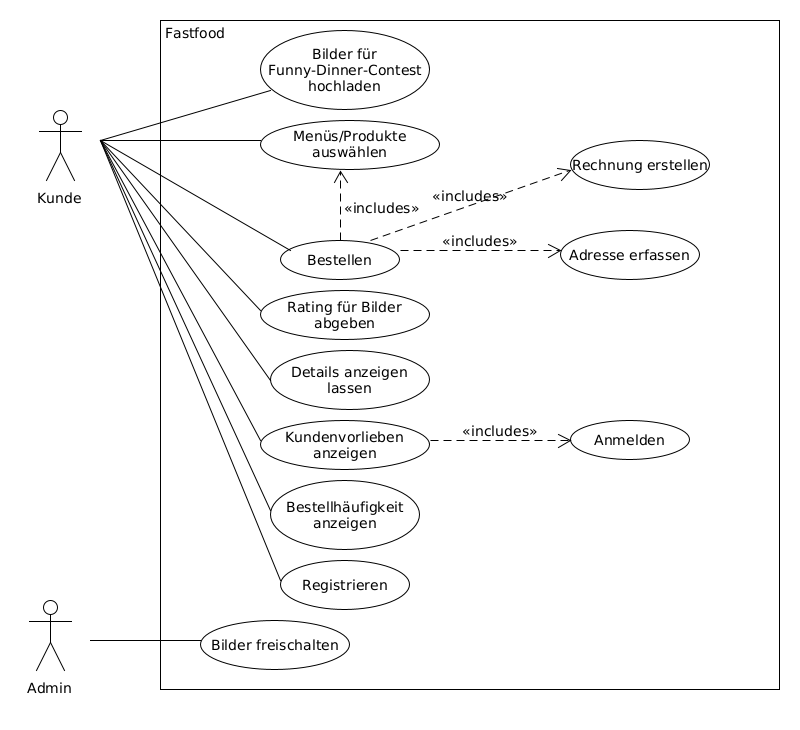 Fastfood
Bilder für
Funny-Dinner-Contest
hochladen
Menüs/Produkte
auswählen
Rechnung erstellen
Kunde
«includes»
«includes»
«includes»
Bestellen
Adresse erfassen
Rating für Bilder
abgeben
Details anzeigen
lassen
Kundenvorlieben
anzeigen
«includes»
Anmelden
Bestellhäufigkeit
anzeigen
Registrieren
Bilder freischalten
Admin